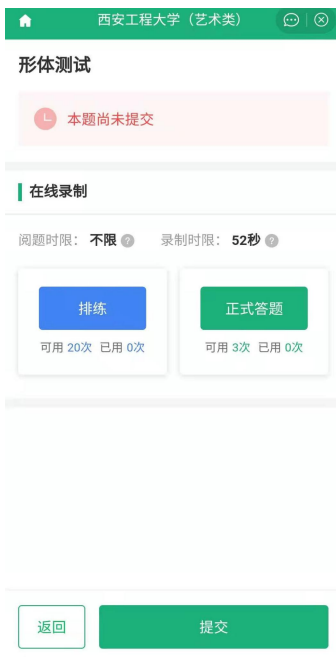 西安工程大学（艺术类）
形体测试
本题尚未提交
在线录制
阅题时限： 不限 ? 录制时限： 52秒 ?
排练 正式答题
可用 20次 已用 0次 可用 3次 已用 0次
返回 提交